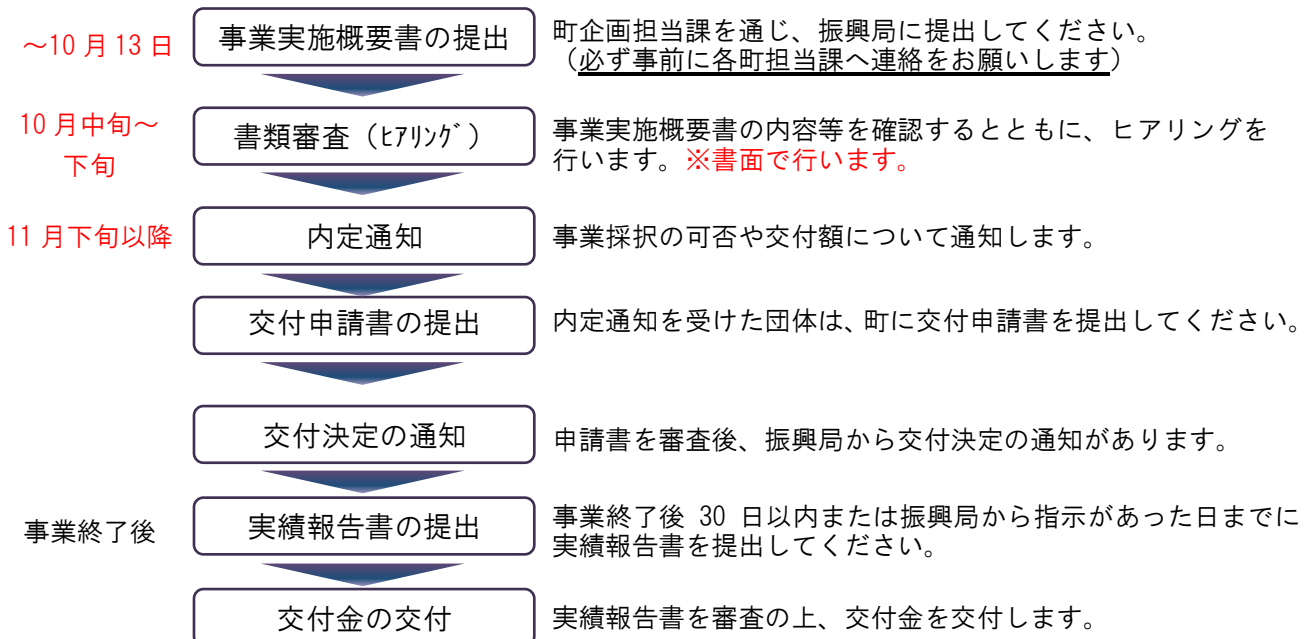 ～10月13日
事業実施概要書の提出
町企画担当課を通じ、振興局に提出してください。
（必ず事前に各町担当課へ連絡をお願いします）
10月中旬～
下旬
書類審査（ﾋｱﾘﾝｸﾞ）
事業実施概要書の内容等を確認するとともに、ヒアリングを
行います。※書面で行います。
11月下旬以降
内定通知
事業採択の可否や交付額について通知します。
交付申請書の提出
内定通知を受けた団体は、町に交付申請書を提出してください。
交付決定の通知
申請書を審査後、振興局から交付決定の通知があります。
事業終了後
実績報告書の提出
事業終了後 30 日以内または振興局から指示があった日までに
実績報告書を提出してください。
交付金の交付
実績報告書を審査の上、交付金を交付します。